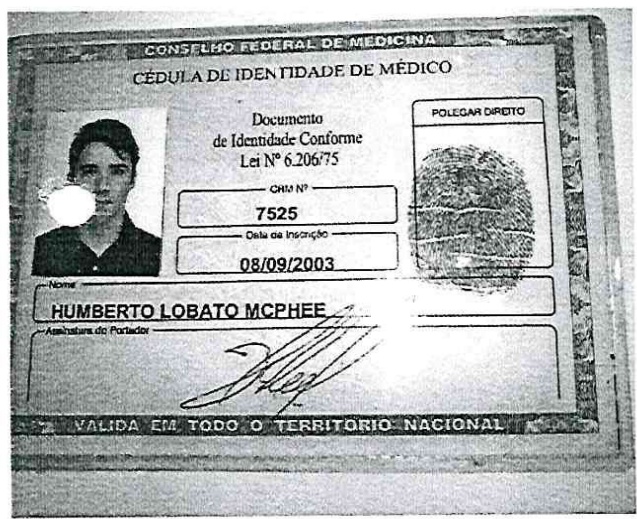 CONSELHO FEDERAL DE MEDICINA
CÉDULA DE IDENTIDADE DE MÉDICO
Documento
de Identidade Conforme
Lei Nº 6.206/75
POLEGAR DIREITO
CRM Nº
7525
Data da Inscrição
08/09/2003
Nome
HUMBERTO LOBATO MCPHEE
Assinatura do Portador
VALIDA EM TODO O TERRITÓRIO NACIONAL